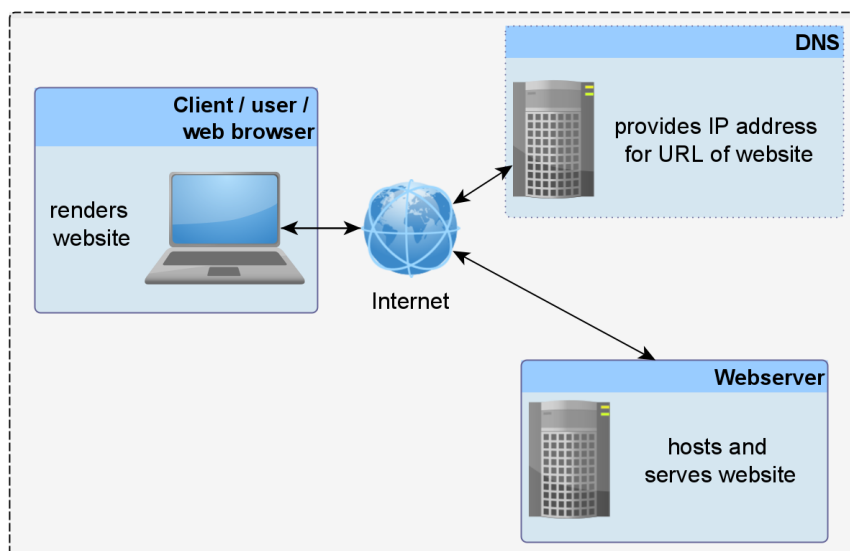 DNS
provides IP address
for URL of website
Client / user /
web browser
renders
website
Internet
Webserver
hosts and
serves website